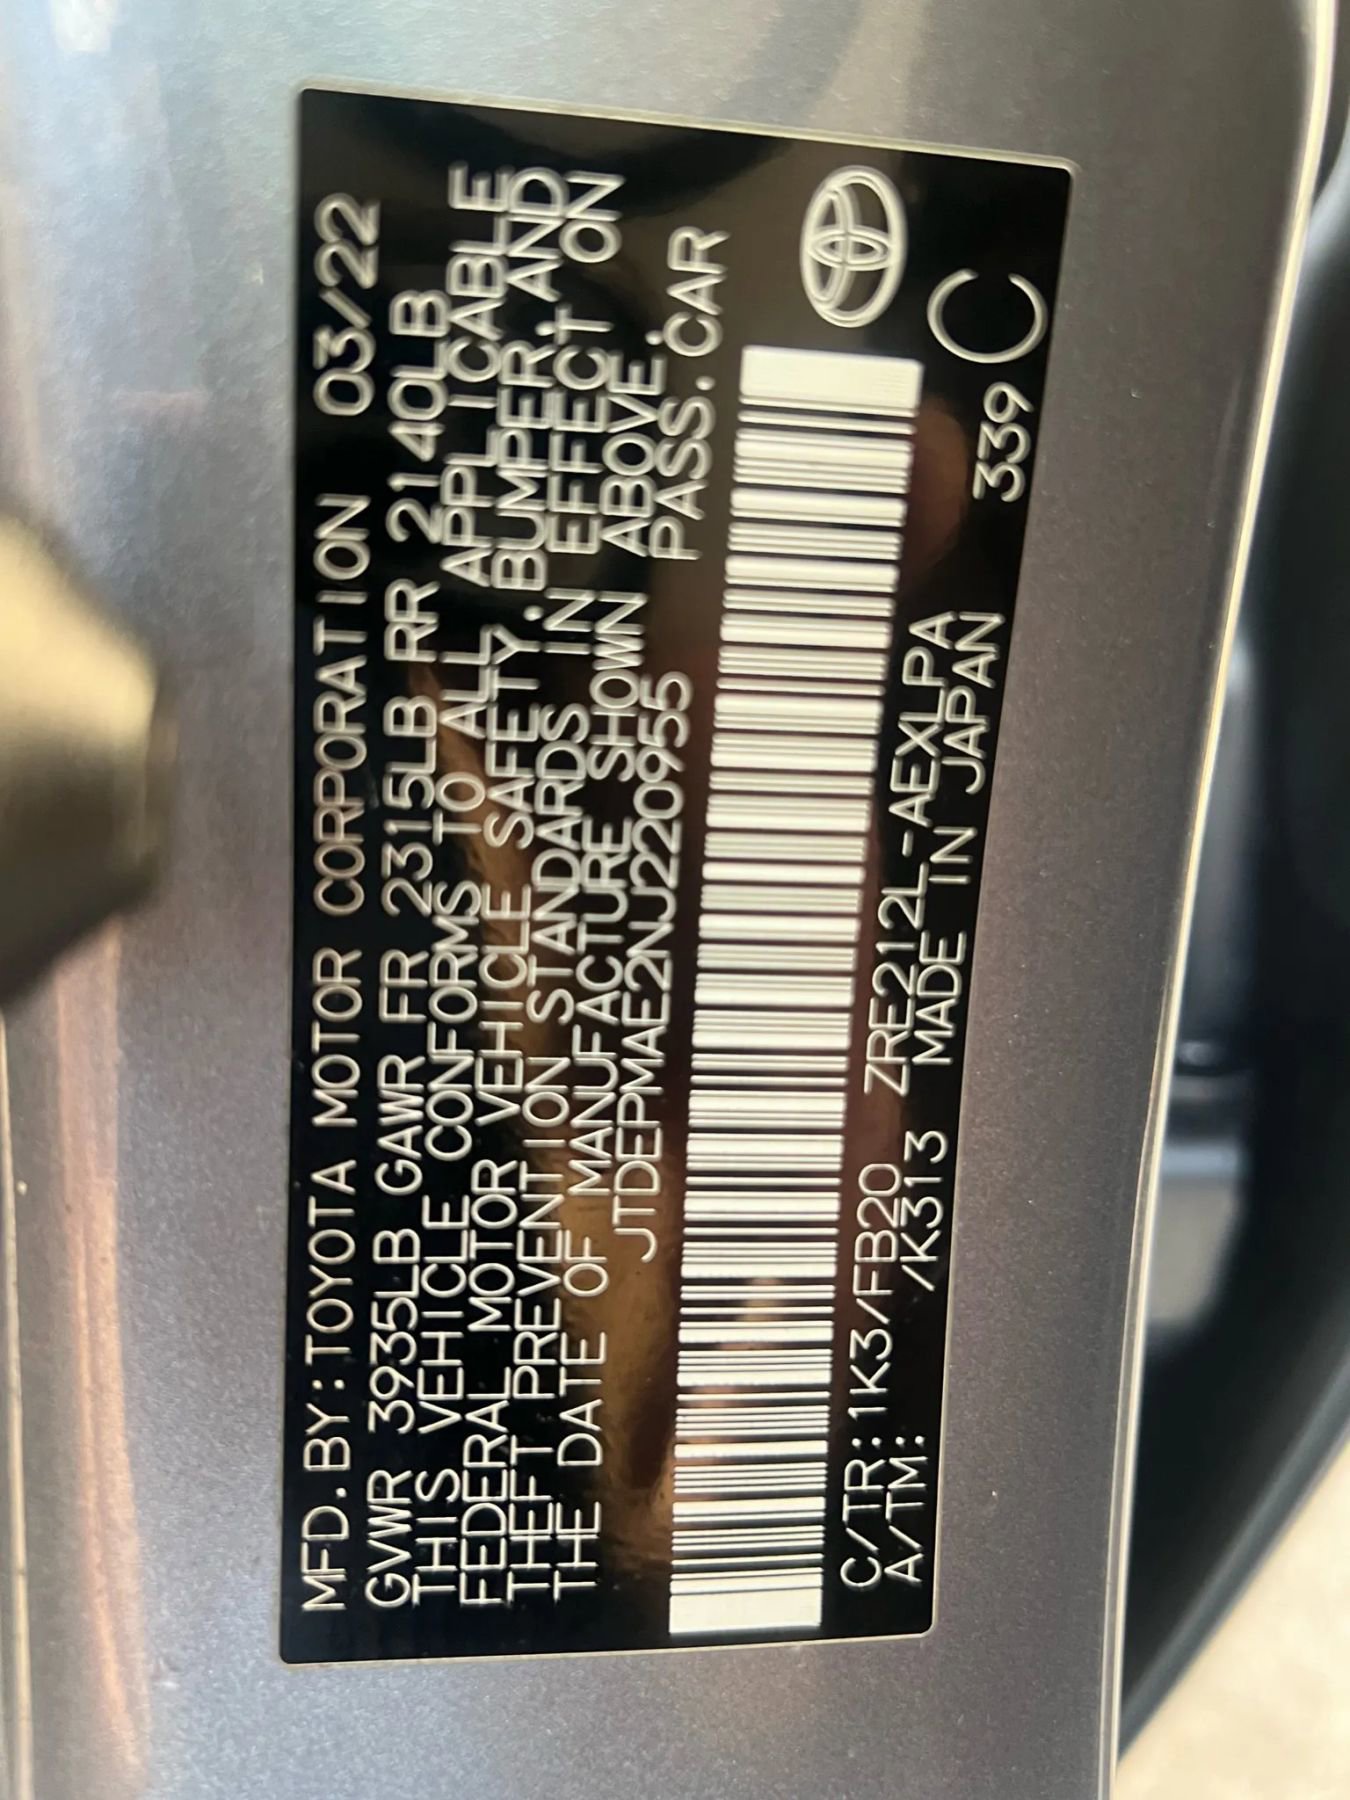 MFD.BY:TOYOTA MOTOR CORPORATION 03/22
GVWR 3935LB GAWR FR 2315LB RR 2140LB
THIS VEHICLE CONFORMS TO ALL APPLICABLE
FEDERAL MOTOR VEHICLE SAFETY,BUMPER,AND
THEFT PREVENTION STANDARDS IN EFFECT ON
THE DATE OF MANUFACTURE SHOWN ABOVE.
JTDEPMAE2NJ220955 PASS.CAR
C/TR:1K3/FB20 ZRE212L-AEXLPA
A/TM: /K313 MADE IN JAPAN 339 C